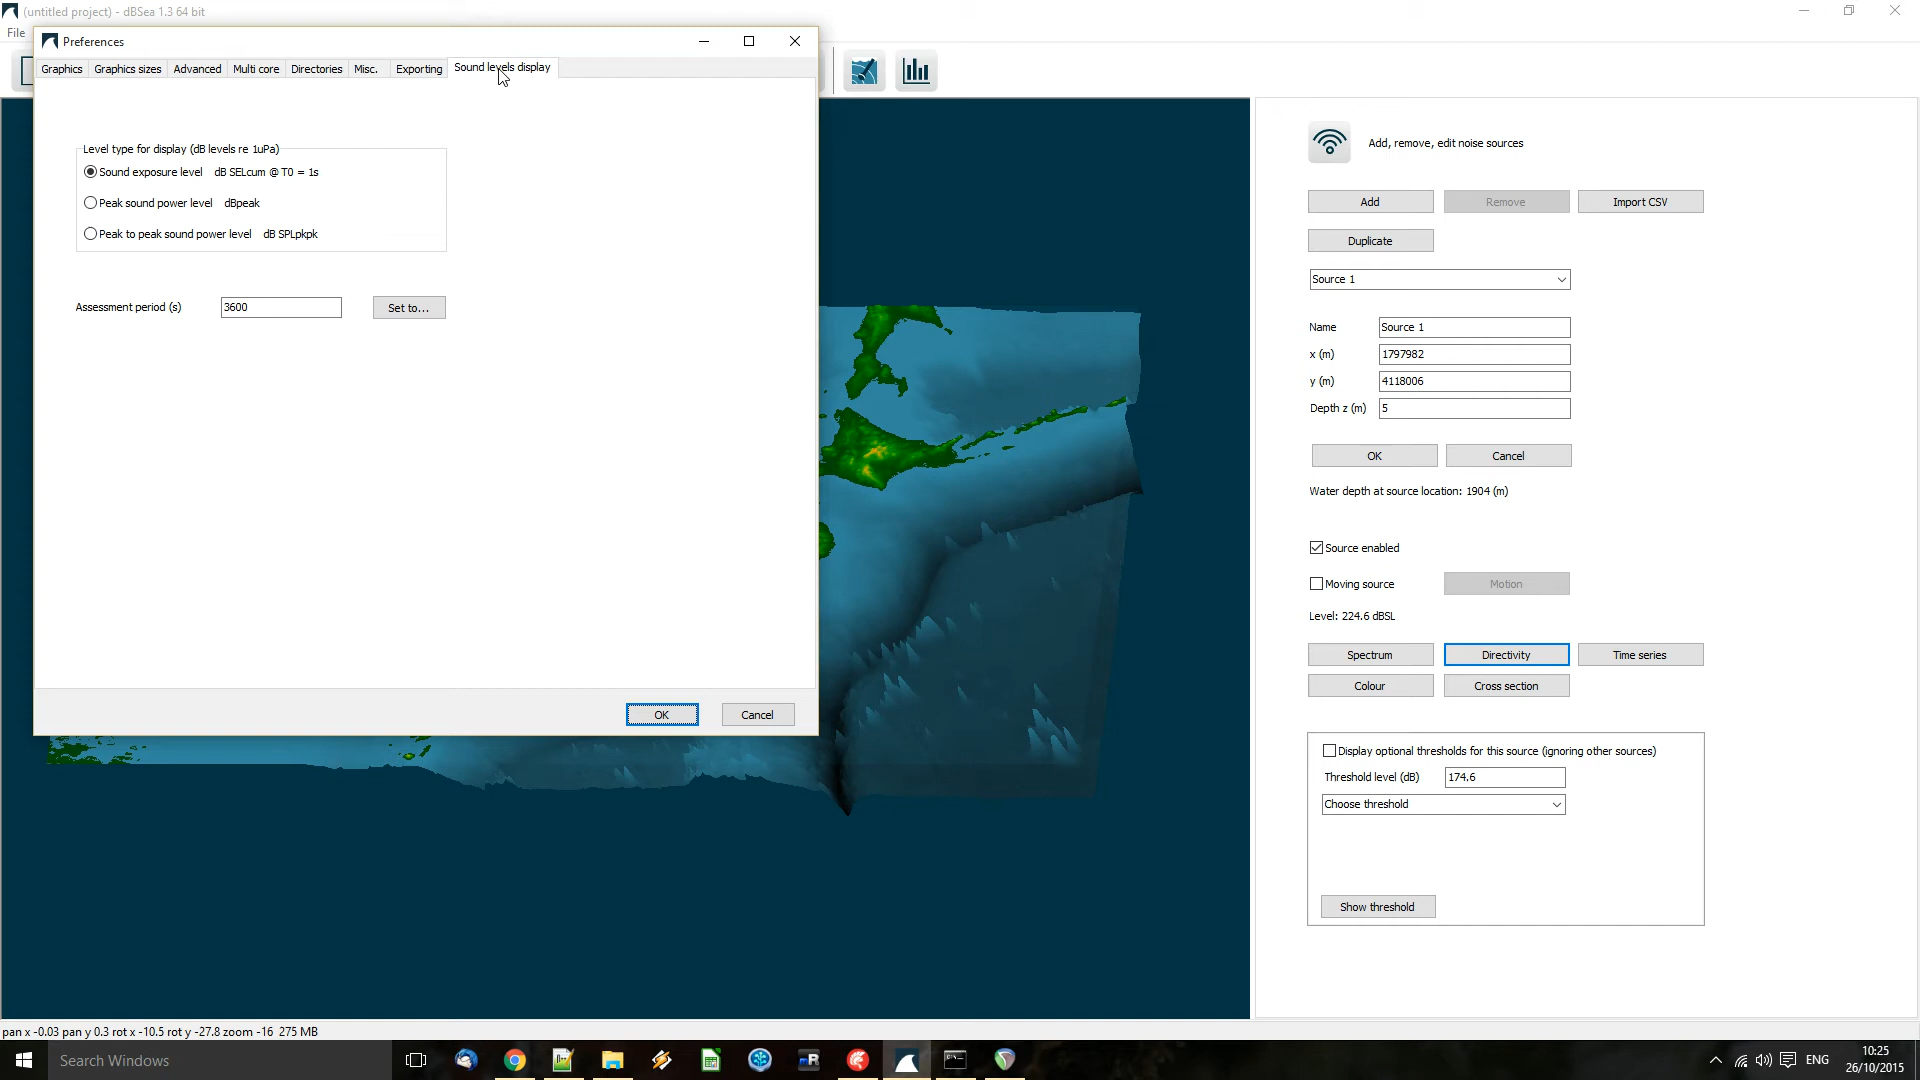 (untitled project) - dBSea 1.3 64 bit
File
Preferences
Graphics Graphics sizes Advanced Multi core Directories Misc. Exporting Sound levels display
Level type for display (dB levels re 1uPa)
Sound exposure level dB SELcum @ T0 = 1s
Peak sound power level dBpeak
Peak to peak sound power level dB SPLpkpk
Assessment period (s) 3600 Set to...
OK Cancel
Add, remove, edit noise sources
Add Remove Import CSV
Duplicate
Source 1
Name Source 1
x (m) 1797982
y (m) 4118006
Depth z (m) 5
OK Cancel
Water depth at source location: 1904 (m)
Source enabled
Moving source Motion
Level: 224.6 dBSL
Spectrum Directivity Time series
Colour Cross section
Display optional thresholds for this source (ignoring other sources)
Threshold level (dB) 174.6
Choose threshold
Show threshold
pan x -0.03 pan y 0.3 rot x -10.5 rot y -27.8 zoom -16 275 MB
Search Windows
R
ENG
10:25
26/10/2015